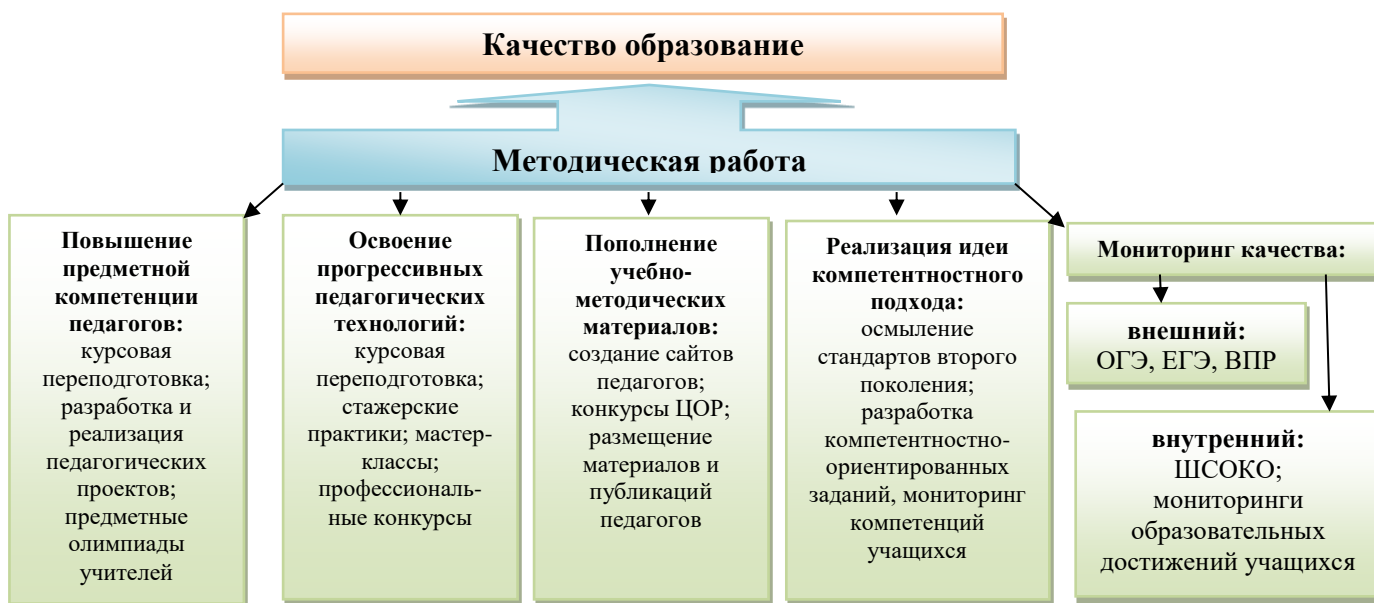 Качество образование
Методическая работа
Повышение
предметной
компетенции
педагогов:
курсовая
переподготовка;
разработка и
реализация
педагогических
проектов;
предметные
олимпиады
учителей
Освоение
прогрессивных
педагогических
технологий:
курсовая
переподготовка;
стажерские
практики; мастер-
классы;
профессиональ-
ные конкурсы
Пополнение
учебно-
методических
материалов:
создание сайтов
педагогов;
конкурсы ЦОР;
размещение
материалов и
публикаций
педагогов
Реализация идеи
компетентностного
подхода:
осмыление
стандартов второго
поколения;
разработка
компетентностно-
ориентированных
заданий, мониторинг
компетенций
учащихся
Мониторинг качества:
внешний:
ОГЭ, ЕГЭ, ВПР
внутренний:
ШСОКО;
мониторинги
образовательных
достижений учащихся